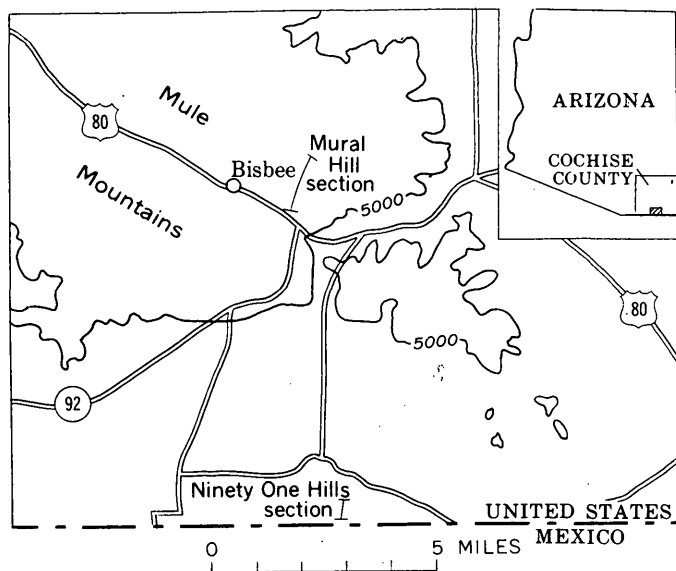 80
Mule
Mountains
Bisbee
Mural
Hill
section
5000
ARIZONA
COCHISE
COUNTY
80
5000
92
Ninety One Hills
section
UNITED STATES
MEXICO
0 5 MILES